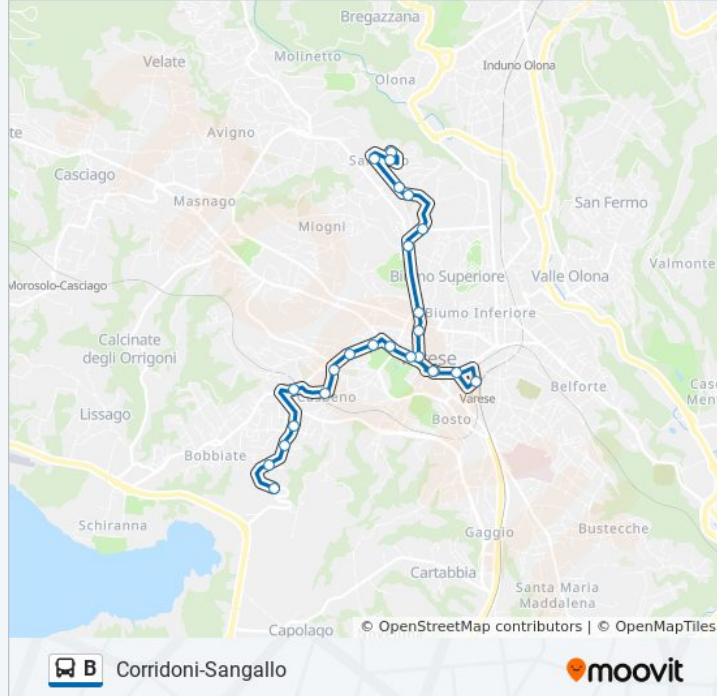 Bregazzana
Velate
Molinetto
Induno Olona
Olona
Avigno
Casciago
Masnago
San Fermo
Miogni
Valmonte
Morosolo-Casciago
Biumo Superiore
Valle Olona
Biumo Inferiore
Calcinate
degli Orrigoni
Varese
Casbeno
Belforte
Lissago
Bosto
Bobbiate
Schiranna
Gaggio
Bustecche
Cartabbia
Santa Maria
Maddalena
Capolago
© OpenStreetMap contributors | © OpenMapTiles
B Corridoni-Sangallo
moovit